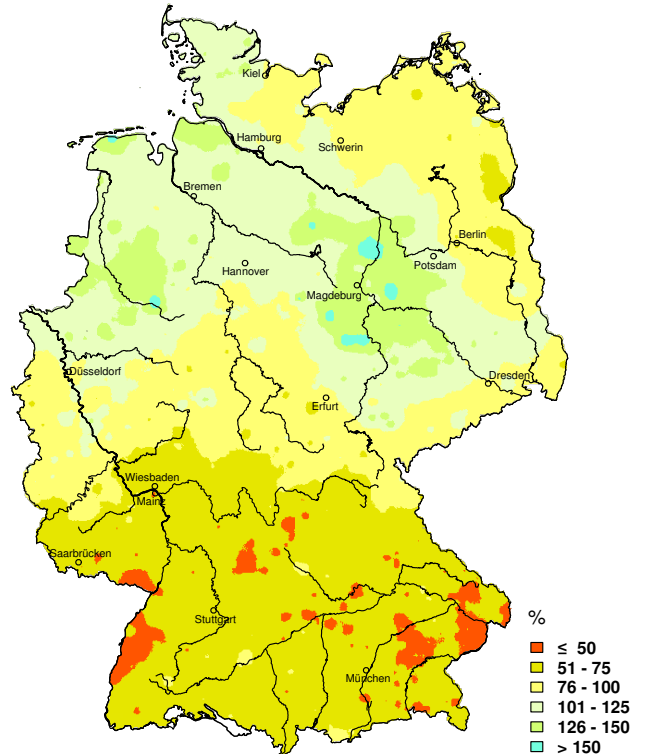 Kiel
Hamburg
Schwerin
Bremen
Berlin
Hannover
Potsdam
Magdeburg
Düsseldorf
Dresden
Erfurt
Wiesbaden
Mainz
Saarbrücken
Stuttgart
München
%
≤ 50
51 - 75
76 - 100
101 - 125
126 - 150
> 150